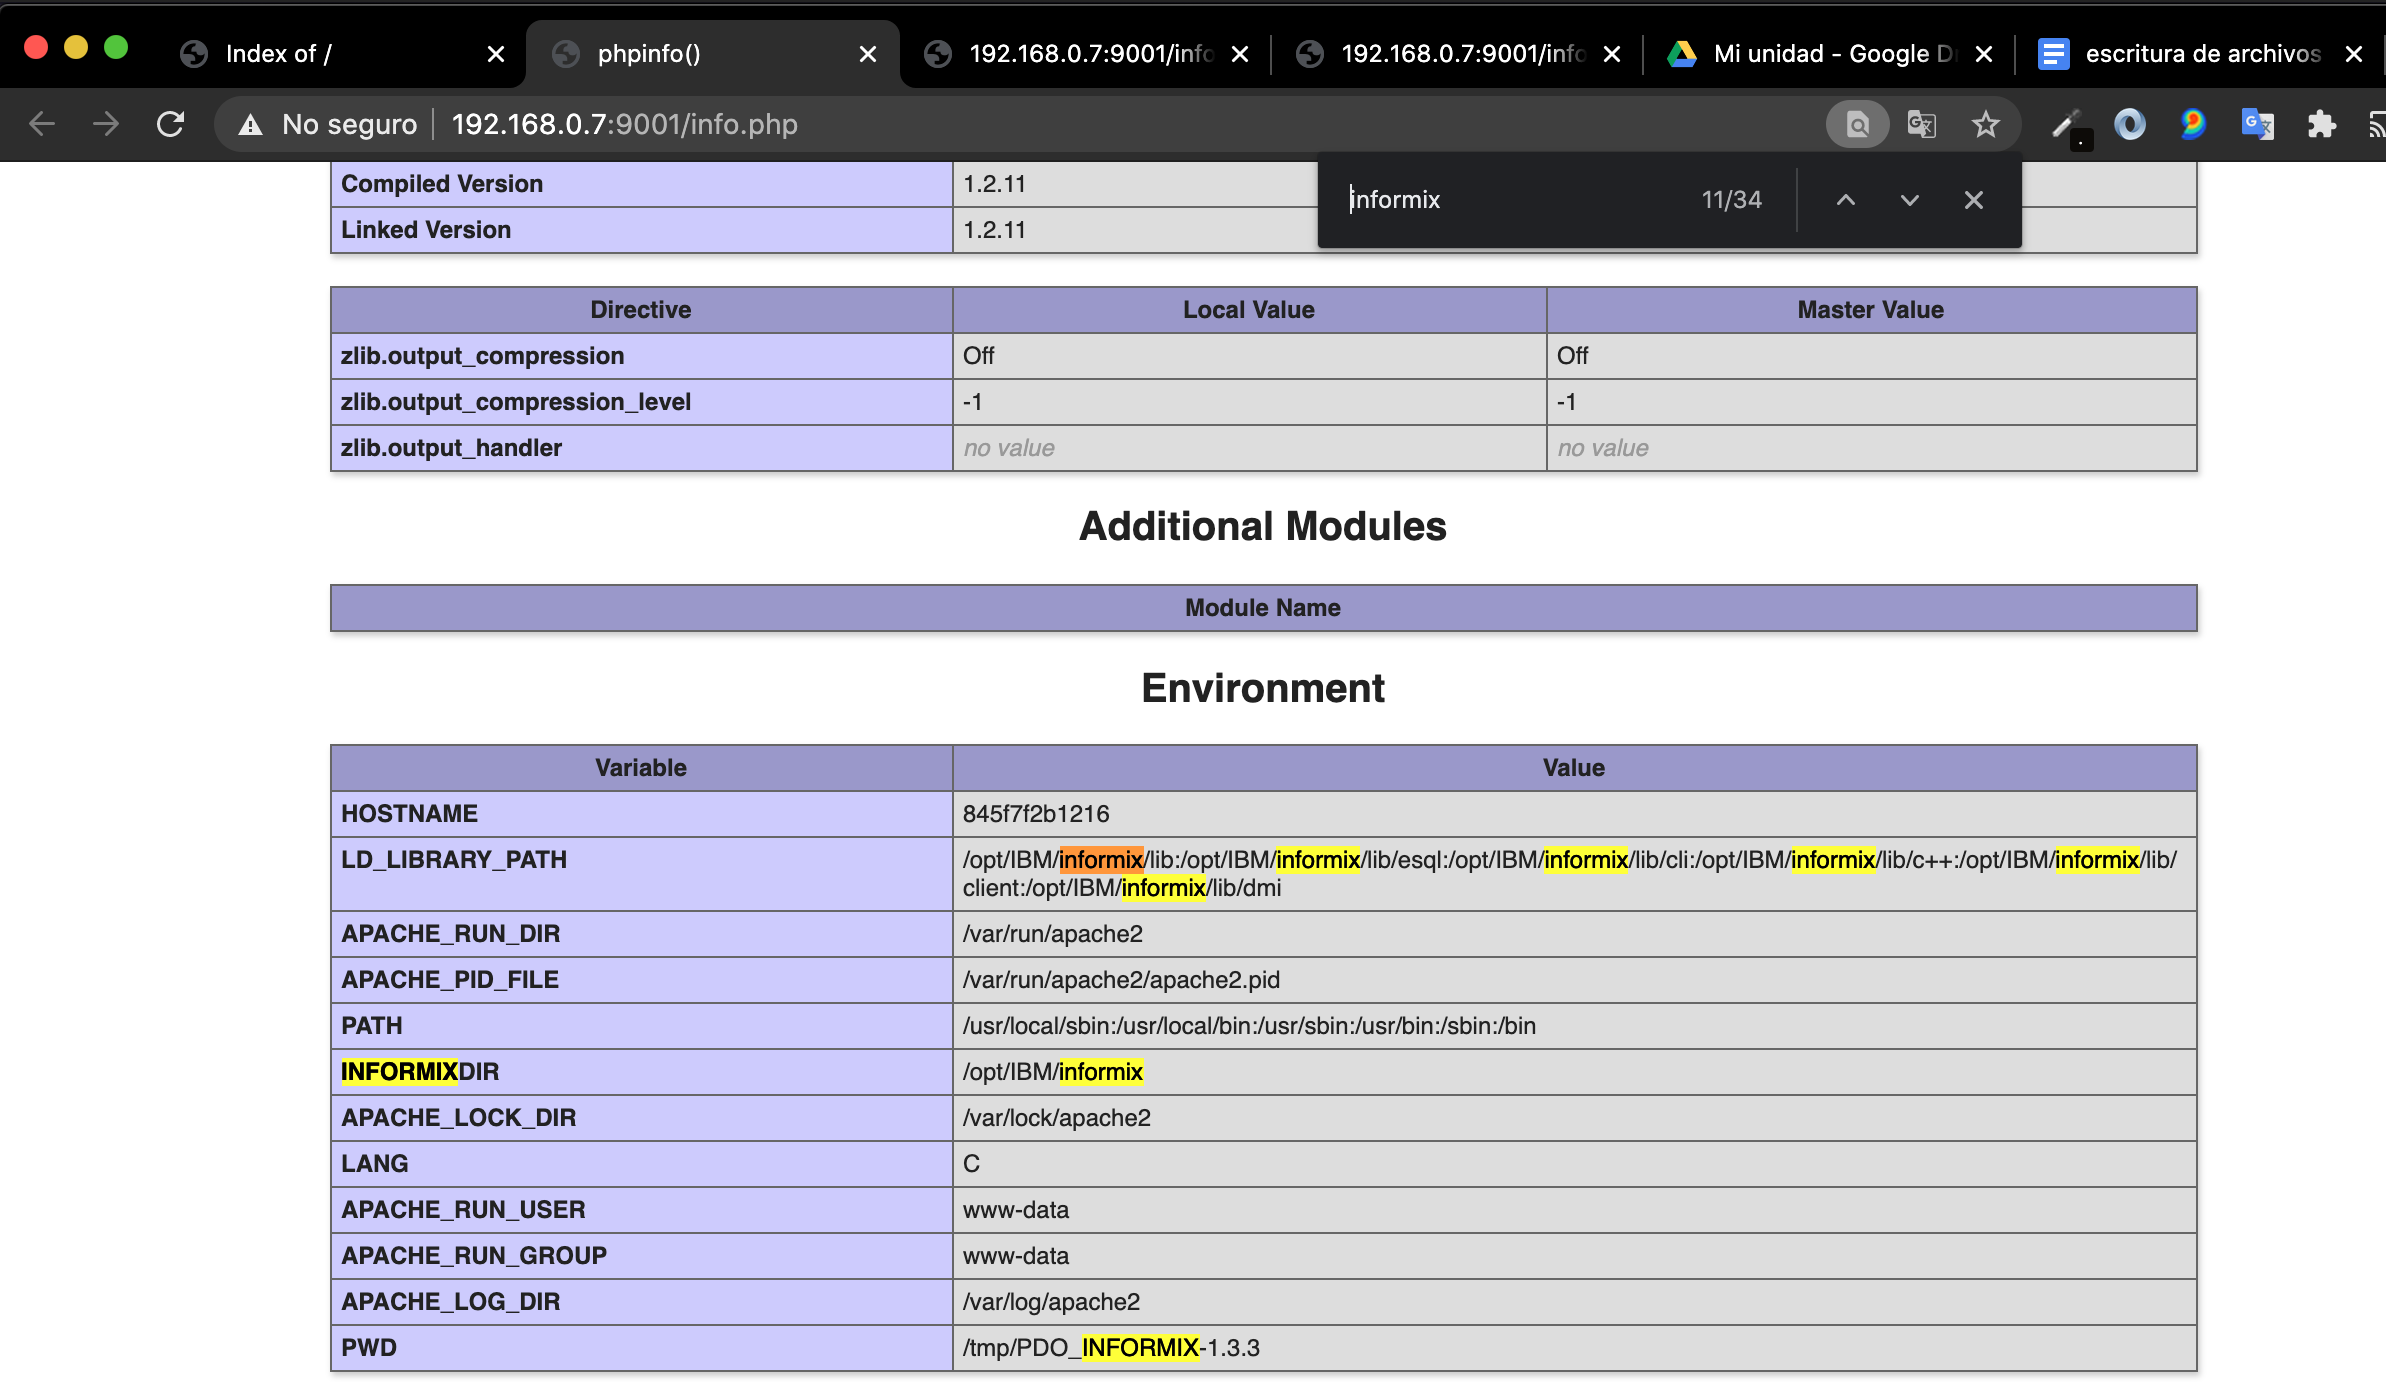 Index of /
phpinfo()
192.168.0.7:9001/info
192.168.0.7:9001/info
Mi unidad - Google Dr
escritura de archivos
No seguro
192.168.0.7:9001/info.php
informix 11/34
Compiled Version 1.2.11
Linked Version 1.2.11
Directive Local Value Master Value
zlib.output_compression Off Off
zlib.output_compression_level -1 -1
zlib.output_handler no value no value
Additional Modules
Module Name
Environment
Variable Value
HOSTNAME 845f7f2b1216
LD_LIBRARY_PATH /opt/IBM/informix/lib:/opt/IBM/informix/lib/esql:/opt/IBM/informix/lib/cli:/opt/IBM/informix/lib/c++:/opt/IBM/informix/lib/
client:/opt/IBM/informix/lib/dmi
APACHE_RUN_DIR /var/run/apache2
APACHE_PID_FILE /var/run/apache2/apache2.pid
PATH /usr/local/sbin:/usr/local/bin:/usr/sbin:/usr/bin:/sbin:/bin
INFORMIXDIR /opt/IBM/informix
APACHE_LOCK_DIR /var/lock/apache2
LANG C
APACHE_RUN_USER www-data
APACHE_RUN_GROUP www-data
APACHE_LOG_DIR /var/log/apache2
PWD /tmp/PDO_INFORMIX-1.3.3